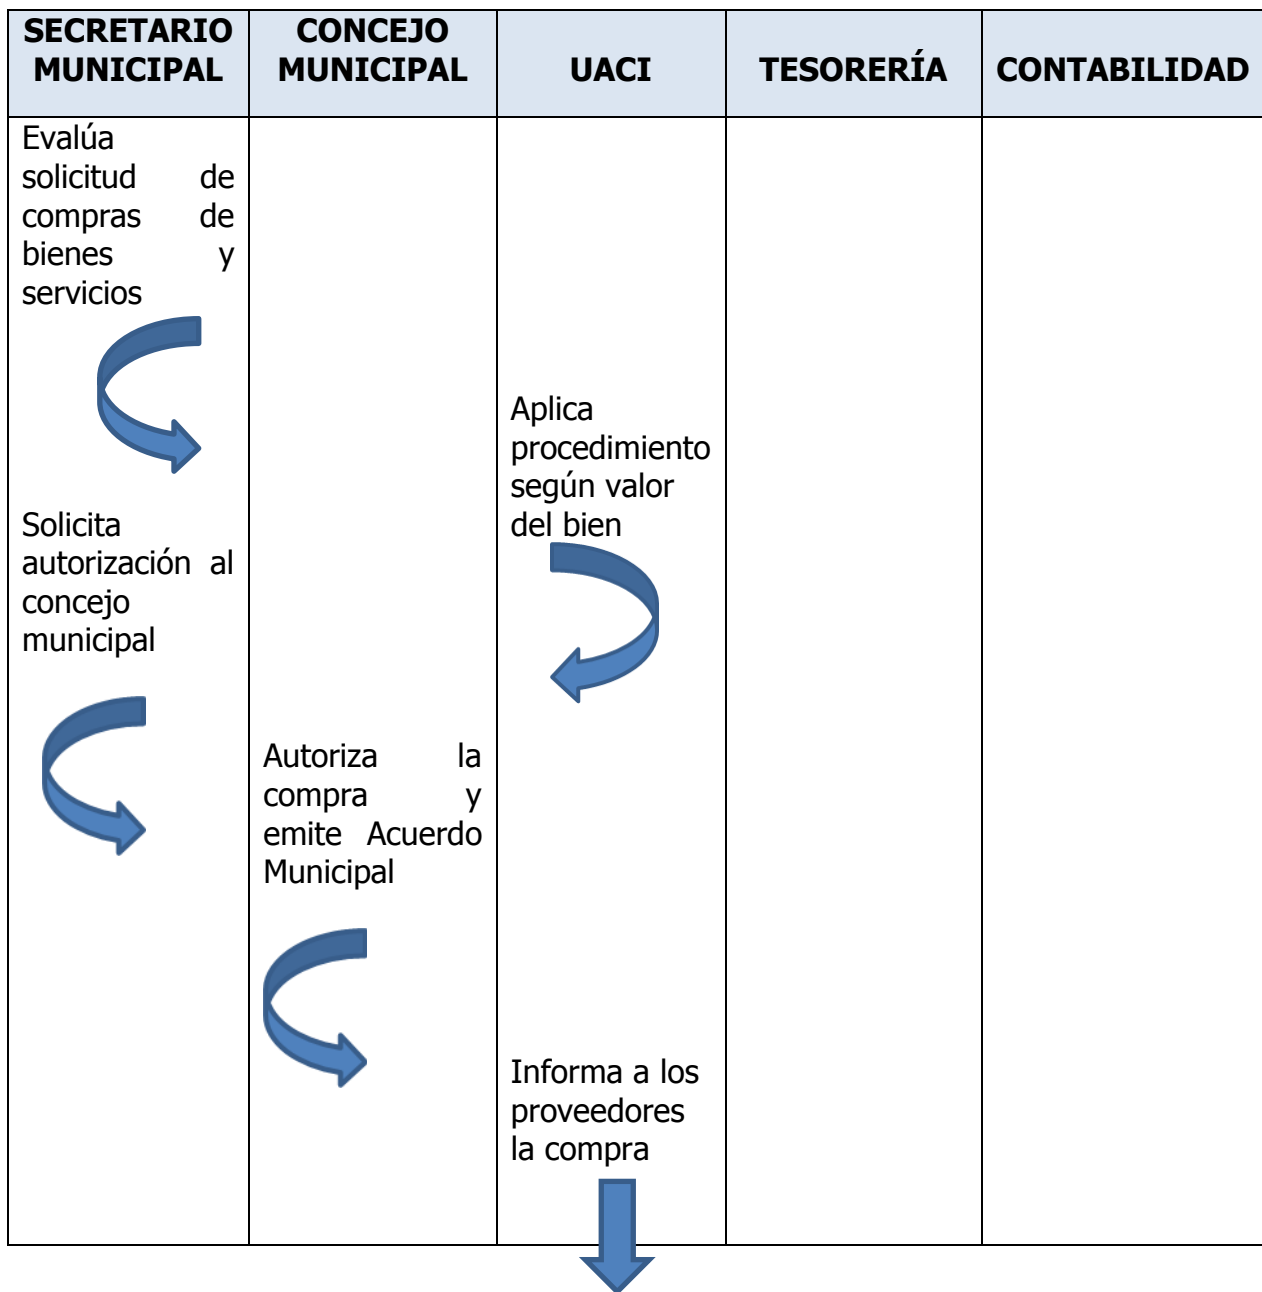 SECRETARIO
MUNICIPAL
CONCEJO
MUNICIPAL
UACI
TESORERÍA
CONTABILIDAD
Evalúa
solicitud de
compras de
bienes y
servicios
Solicita
autorización al
concejo
municipal
Autoriza la
compra y
emite Acuerdo
Municipal
Aplica
procedimiento
según valor
del bien
Informa a los
proveedores
la compra